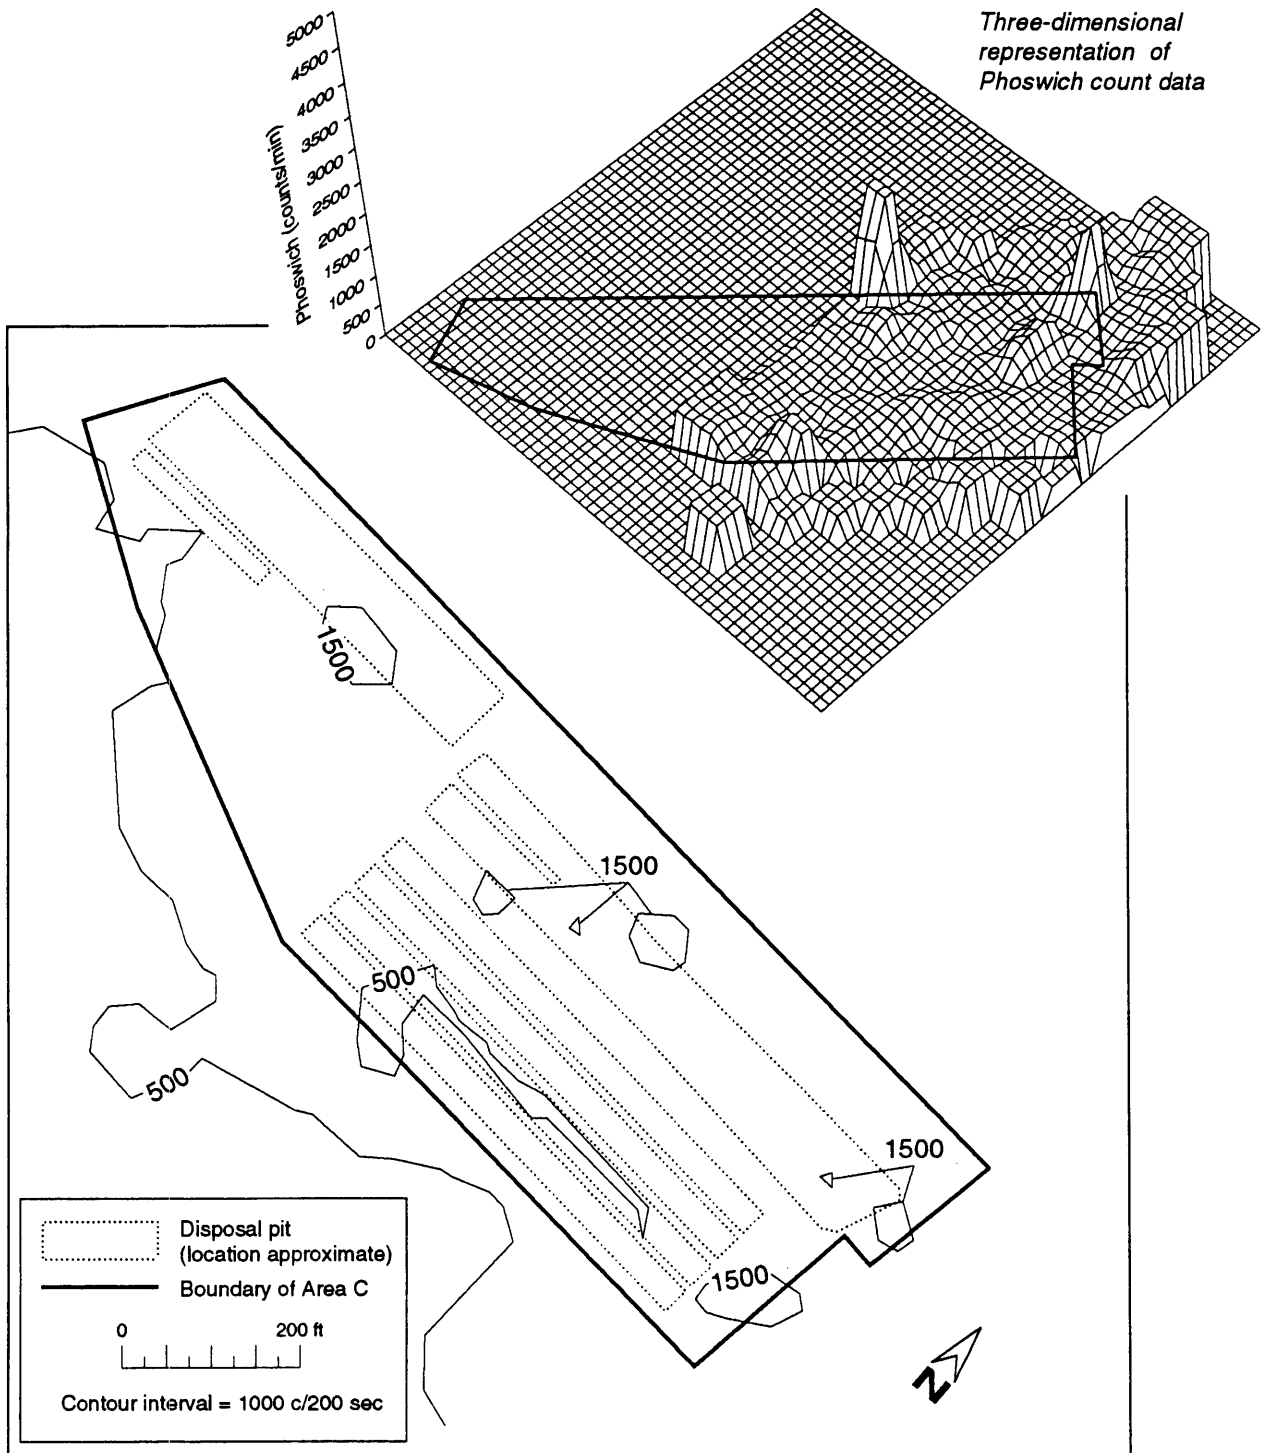 Three-dimensional
representation of
Phoswich count data
5000
4500
4000
3500
3000
2500
2000
1500
1000
500
0
Phoswich (counts/min)
1500
1500
500
500
1500
1500
Disposal pit
(location approximate)
Boundary of Area C
0 200 ft
Contour interval = 1000 c/200 sec
N